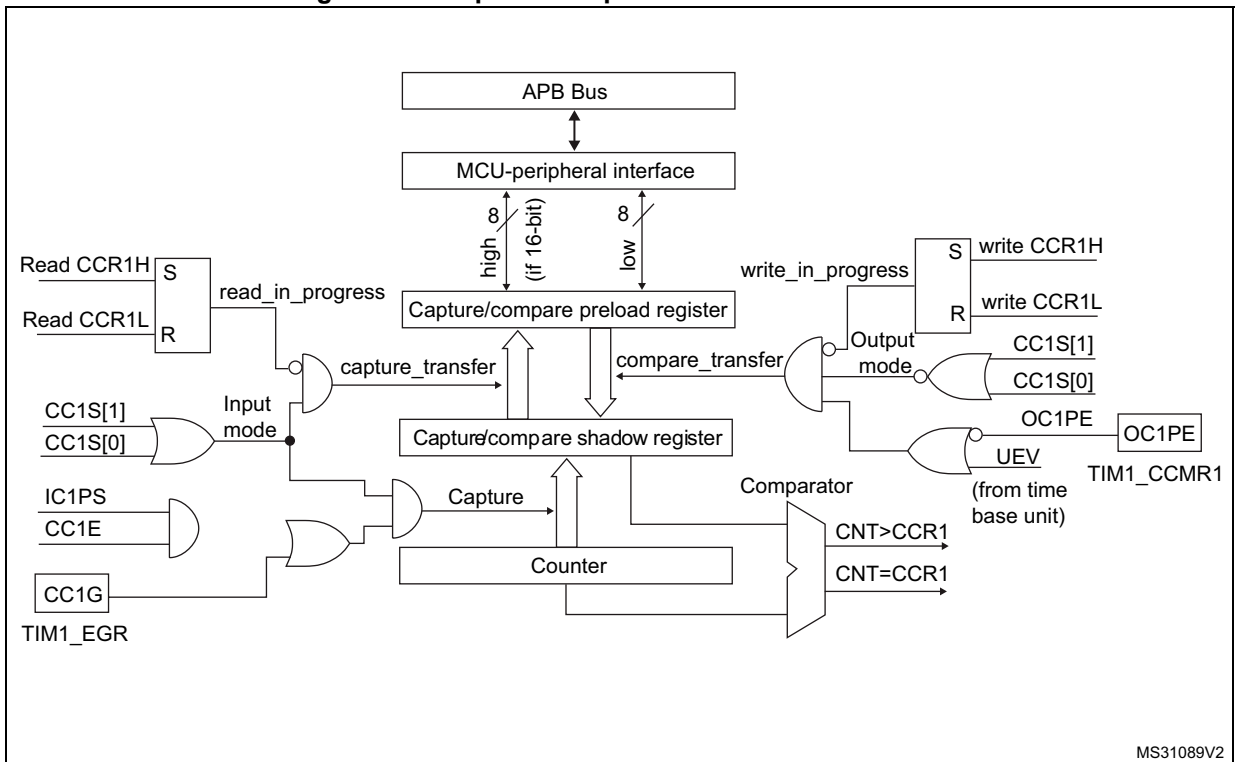 APB Bus
MCU-peripheral interface
8
high
(if 16-bit)
8
low
Read CCR1H
S
read_in_progress
Read CCR1L
R
write_in_progress
S
write CCR1H
R
write CCR1L
Capture/compare preload register
capture_transfer
compare_transfer
Output
mode
CC1S[1]
CC1S[0]
CC1S[1]
CC1S[0]
Input
mode
Capture/compare shadow register
OC1PE
OC1PE
UEV
TIM1_CCMR1
(from time
base unit)
IC1PS
CC1E
Capture
Comparator
CNT>CCR1
Counter
CNT=CCR1
CC1G
TIM1_EGR
MS31089V2